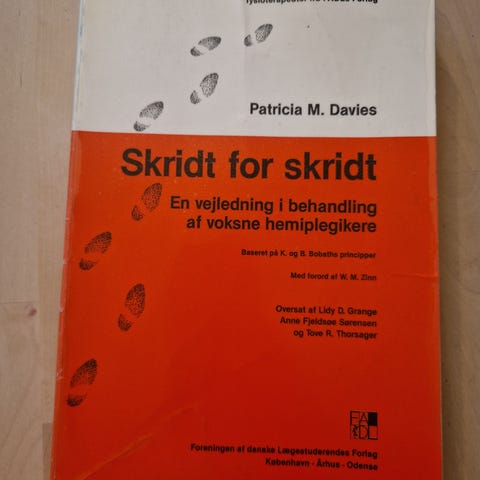 Patricia M. Davies
Skridt for skridt
En vejledning i behandling
af voksne hemiplegikere
Baseret på K. og B. Bobaths principper
Med forord af W. M. Zinn
Oversat af Lidy D. Grange
Anne Fjeldsøe Sørensen
og Tove R. Thorsager
FADL
Foreningen af danske Lægestuderendes Forlag
København · Århus · Odense